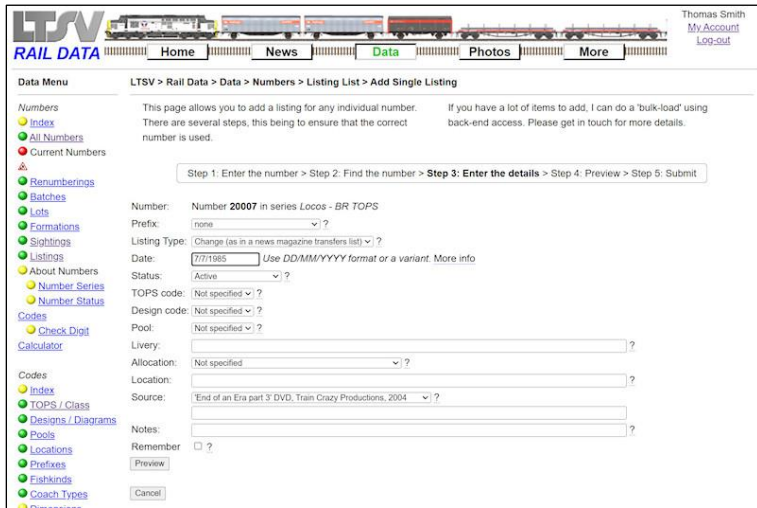 LTSV
RAIL DATA
Home
News
Data
Photos
More
Thomas Smith
My Account
Log-out
Data Menu
Numbers
Index
All Numbers
Current Numbers
Renumberings
Batches
Lots
Formations
Sightings
Listings
About Numbers
Number Series
Number Status
Codes
Check Digit
Calculator
Codes
Index
TOPS / Class
Designs / Diagrams
Pools
Locations
Prefixes
Fishkinds
Coach Types
Dimensions
LTSV > Rail Data > Data > Numbers > Listing List > Add Single Listing
This page allows you to add a listing for any individual number.
There are several steps, this being to ensure that the correct
number is used.
If you have a lot of items to add, I can do a 'bulk-load' using
back-end access. Please get in touch for more details.
Step 1: Enter the number > Step 2: Find the number > Step 3: Enter the details > Step 4: Preview > Step 5: Submit
Number: Number 20007 in series Locos - BR TOPS
Prefix: none ?
Listing Type: Change (as in a news magazine transfers list) ?
Date: 7/7/1985 Use DD/MM/YYYY format or a variant. More info
Status: Active ?
TOPS code: Not specified ?
Design code: Not specified ?
Pool: Not specified ?
Livery: ?
Allocation: Not specified ?
Location: ?
Source: 'End of an Era part 3' DVD, Train Crazy Productions, 2004 ?
Notes: ?
Remember ?
Preview
Cancel